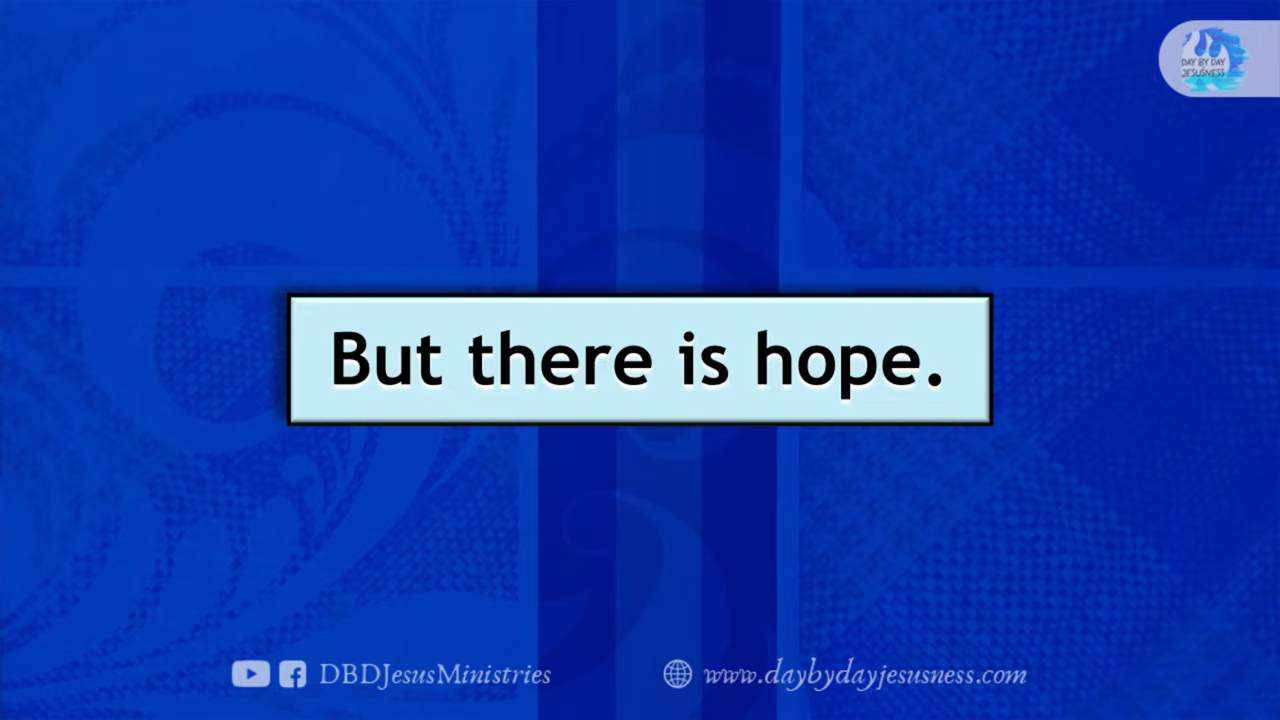 DAY BY DAY
JESUSNESS
But there is hope.
DBDJesusMinistries
www.daybydayjesusness.com